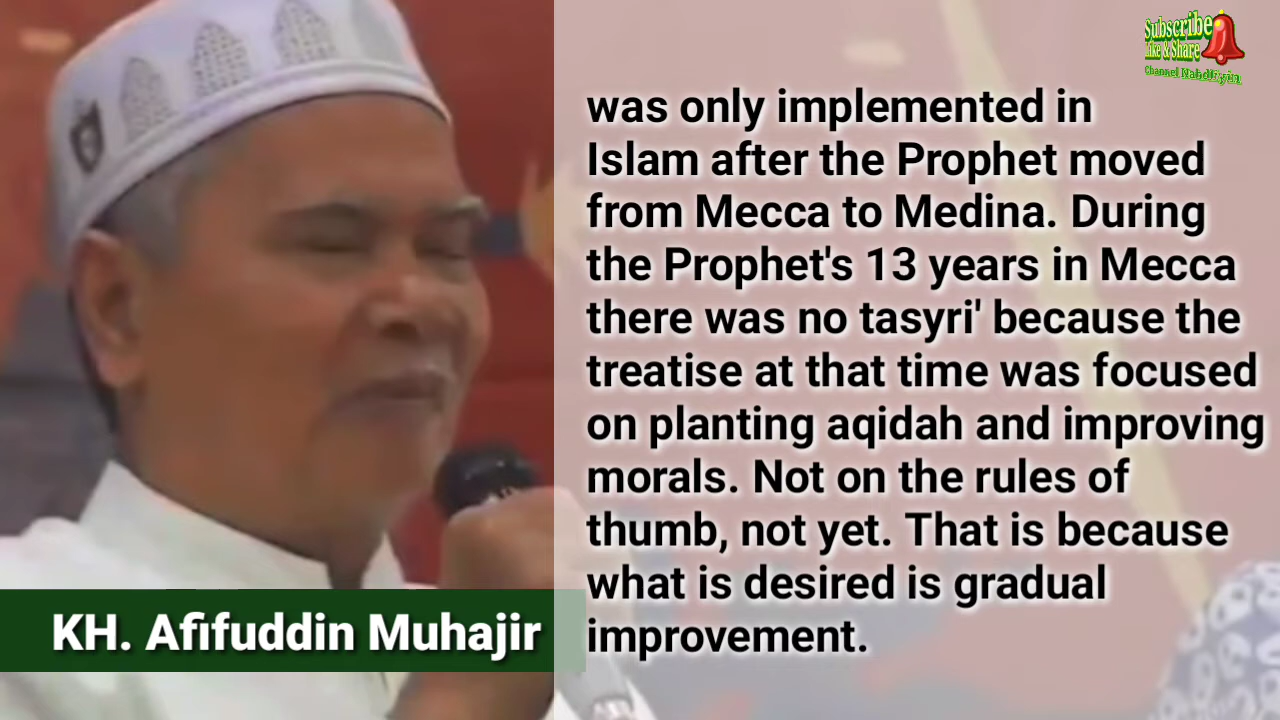 Subscribe
Like & Share
Channel Nahdliyin
was only implemented in
Islam after the Prophet moved
from Mecca to Medina. During
the Prophet's 13 years in Mecca
there was no tasyri' because the
treatise at that time was focused
on planting aqidah and improving
morals. Not on the rules of
thumb, not yet. That is because
what is desired is gradual
improvement.
KH. Afifuddin Muhajir